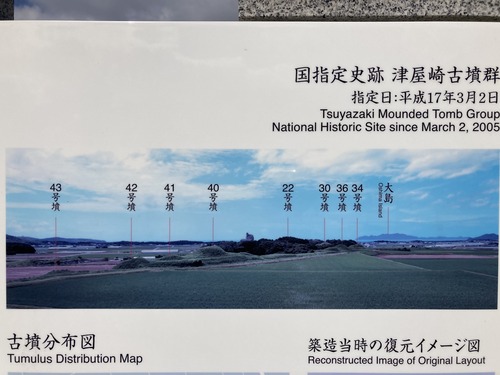 国指定史跡 津屋崎古墳群
指定日:平成17年3月2日
Tsuyazaki Mounded Tomb Group
National Historic Site since March 2, 2005
43号墳
42号墳
41号墳
40号墳
22号墳
30号墳
36号墳
34号墳
大島
Oshima Island
古墳分布図
Tumulus Distribution Map
築造当時の復元イメージ図
Reconstructed Image of Original Layout